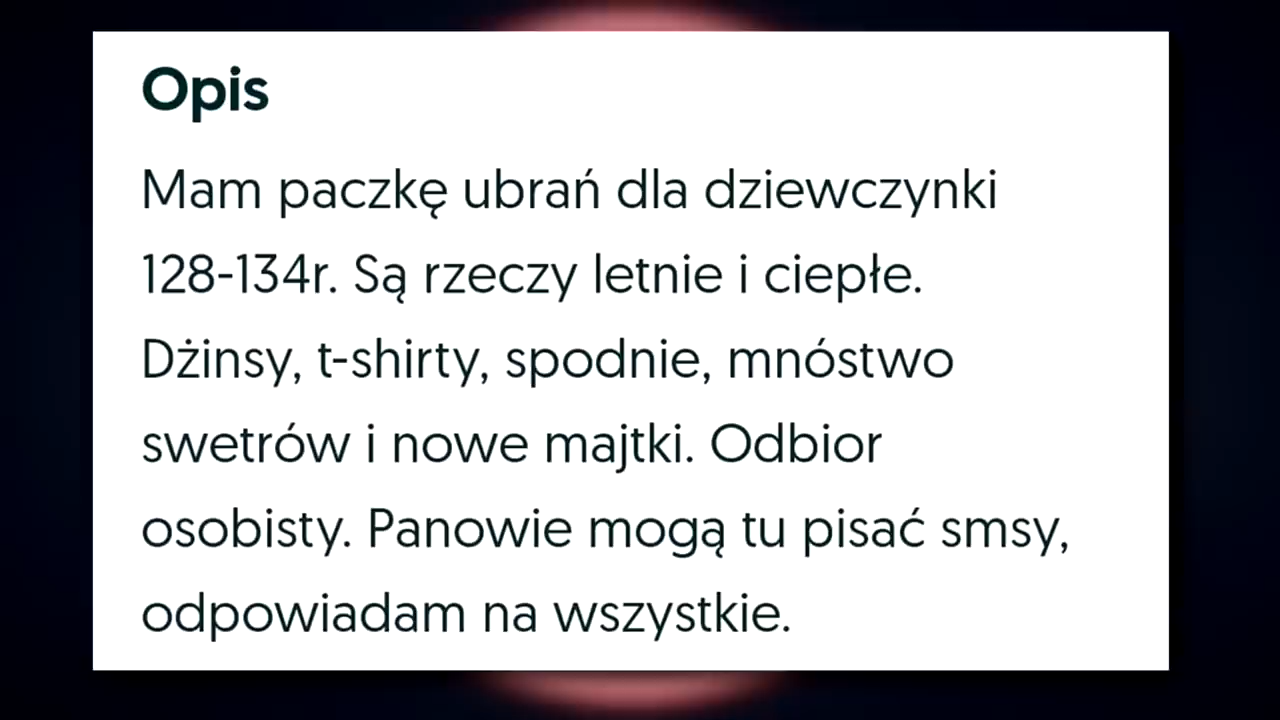 Opis
Mam paczkę ubrań dla dziewczynki
128-134r. Są rzeczy letnie i ciepłe.
Dżinsy, t-shirty, spodnie, mnóstwo
swetrów i nowe majtki. Odbior
osobisty. Panowie mogą tu pisać smsy,
odpowiadam na wszystkie.